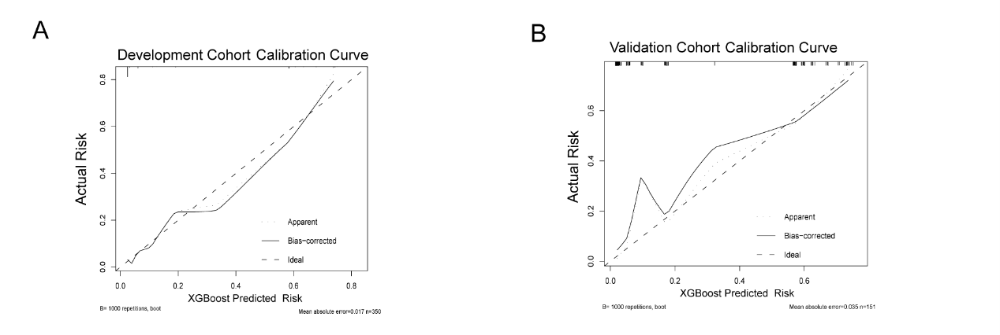 A
Development Cohort Calibration Curve
Actual Risk
0.0
0.2
0.4
0.6
0.8
Apparent
Bias-corrected
Ideal
0.0 0.2 0.4 0.6 0.8
XGBoost Predicted Risk
B= 1000 repetitions, boot
Mean absolute error=0.017 n=350
B
Validation Cohort Calibration Curve
Actual Risk
0.0
0.2
0.4
0.6
Apparent
Bias-corrected
Ideal
0.0 0.2 0.4 0.6
XGBoost Predicted Risk
B= 1000 repetitions, boot
Mean absolute error=0.035 n=151